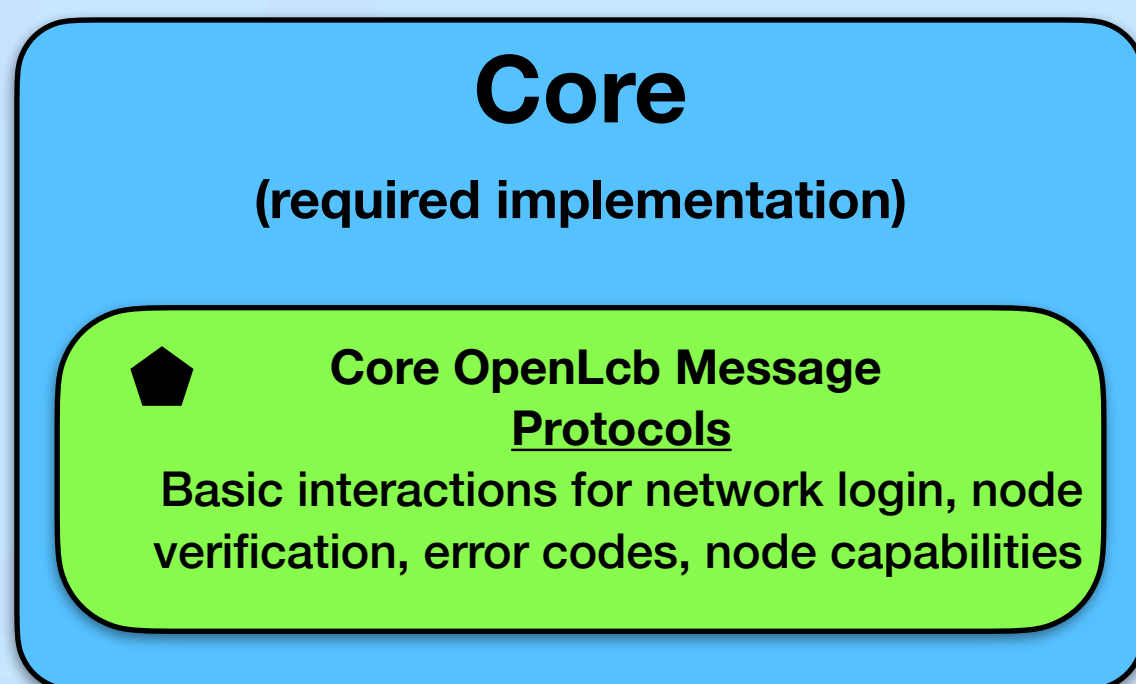 Core
(required implementation)
Core OpenLcb Message
Protocols
Basic interactions for network login, node
verification, error codes, node capabilities